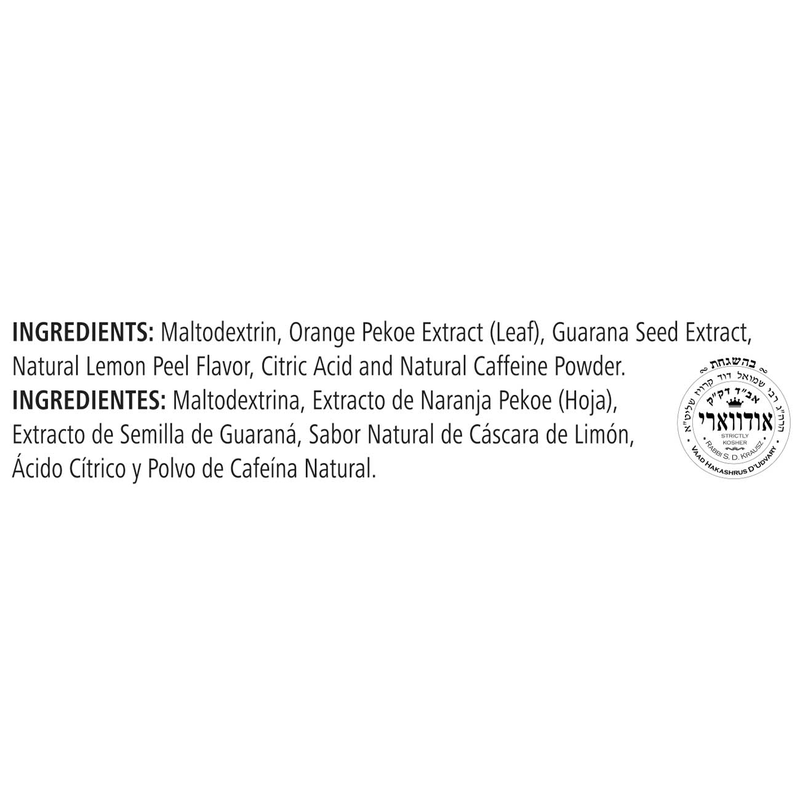 INGREDIENTS: Maltodextrin, Orange Pekoe Extract (Leaf), Guarana Seed Extract,
Natural Lemon Peel Flavor, Citric Acid and Natural Caffeine Powder.
INGREDIENTES: Maltodextrina, Extracto de Naranja Pekoe (Hoja),
Extracto de Semilla de Guaraná, Sabor Natural de Cáscara de Limón,
Ácido Cítrico y Polvo de Cafeína Natural.
בהשגחת
הרה"ג רבי שמואל דוד קרויז שליט"א
אב"ד דק"ק
אודווארי
STRICTLY
KOSHER
RABBI S. D. KRAUSZ
VAAD HAKASHRUS D'UDVARY